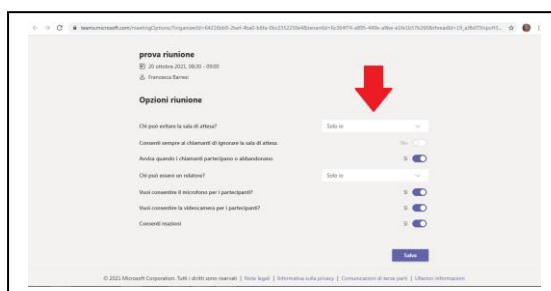 prova riunione
20 ottobre 2021, 08:30 - 09:00
Francesca Barresi
Opzioni riunione
Chi può evitare la sala di attesa? Solo io
Consenti sempre ai chiamanti di ignorare la sala di attesa No
Avvisa quando i chiamanti partecipano o abbandonano Sì
Chi può essere un relatore? Solo io
Vuoi consentire il microfono per i partecipanti? Sì
Vuoi consentire la videocamera per i partecipanti? Sì
Consenti reazioni Sì
Salva
© 2021 Microsoft Corporation. Tutti i diritti sono riservati | Note legali | Informativa sulla privacy | Comunicazioni di terze parti | Ulteriori informazioni